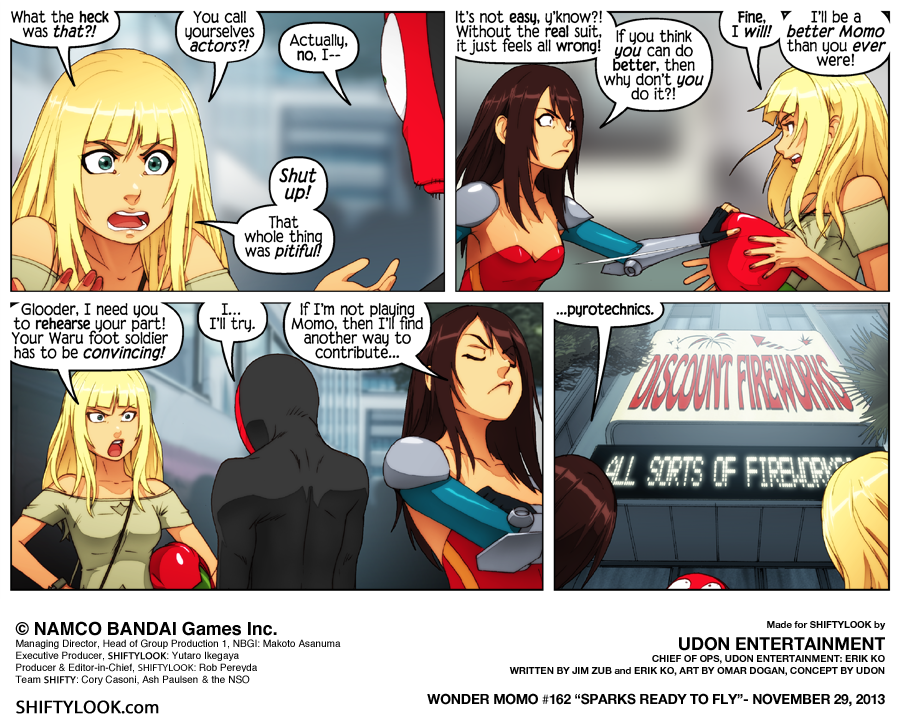 What the heck
was that?!
You call
yourselves
actors?!
Actually,
no, I--
Shut
up!
That
whole thing
was pitiful!
It's not easy, y'know?!
Without the real suit,
it just feels all wrong!
If you think
you can do
better, then
why don't you
do it?!
Fine,
I will!
I'll be a
better Momo
than you ever
were!
Glooder, I need you
to rehearse your part!
Your Waru foot soldier
has to be convincing!
I...
I'll try.
If I'm not playing
Momo, then I'll find
another way to
contribute...
...pyrotechnics.
DISCOUNT FIREWORKS
ALL SORTS OF FIREWORKS
© NAMCO BANDAI Games Inc.
Managing Director, Head of Group Production 1, NBGI: Makoto Asanuma
Executive Producer, SHIFTYLOOK: Yutaro Ikegaya
Producer & Editor-in-Chief, SHIFTYLOOK: Rob Pereyda
Team SHIFTY: Cory Casoni, Ash Paulsen & the NSO
SHIFTYLOOK.com
Made for SHIFTYLOOK by
UDON ENTERTAINMENT
CHIEF OF OPS, UDON ENTERTAINMENT: ERIK KO
WRITTEN BY JIM ZUB and ERIK KO, ART BY OMAR DOGAN, CONCEPT BY UDON
WONDER MOMO #162 “SPARKS READY TO FLY”- NOVEMBER 29, 2013